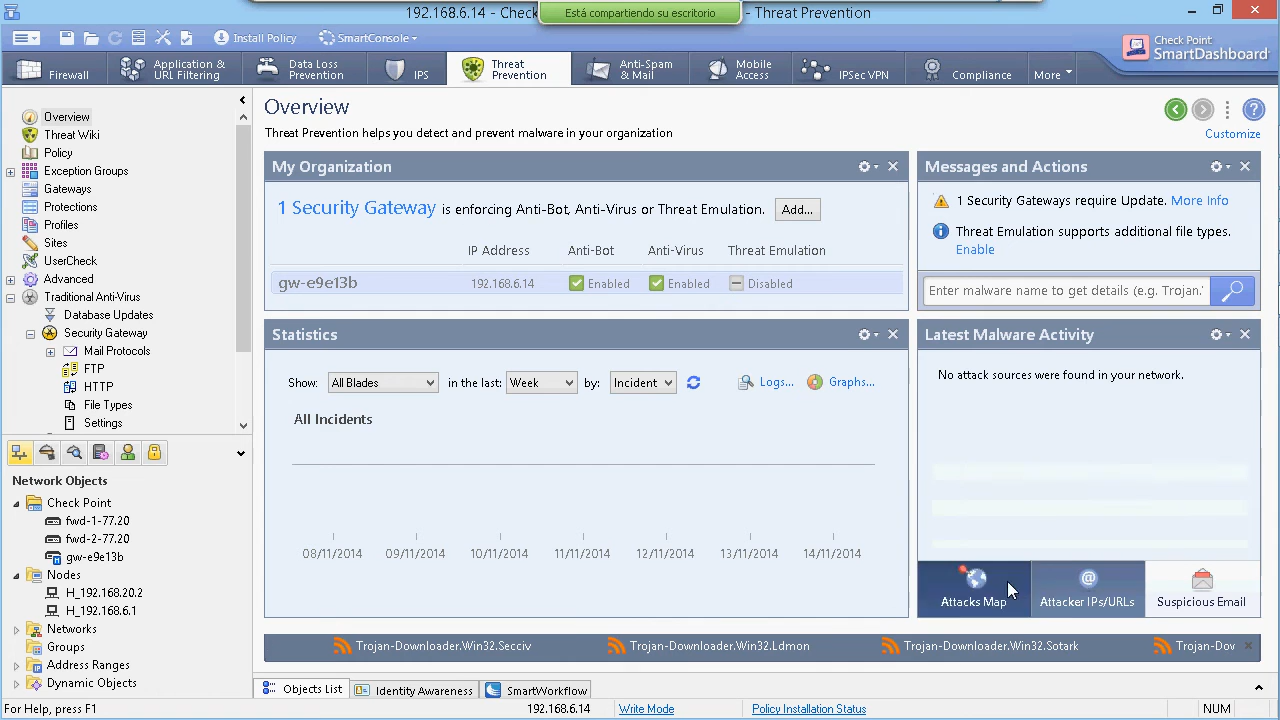 192.168.6.14 - Check
Está compartiendo su escritorio
- Threat Prevention
Install Policy
SmartConsole
Check Point
SmartDashboard
Firewall
Application &
URL Filtering
Data Loss
Prevention
IPS
Threat
Prevention
Anti-Spam
& Mail
Mobile
Access
IPSec VPN
Compliance
More
Overview
Threat Wiki
Policy
Exception Groups
Gateways
Protections
Profiles
Sites
UserCheck
Advanced
Traditional Anti-Virus
Database Updates
Security Gateway
Mail Protocols
FTP
HTTP
File Types
Settings
Network Objects
Check Point
fwd-1-77.20
fwd-2-77.20
gw-e9e13b
Nodes
H_192.168.20.2
H_192.168.6.1
Networks
Groups
Address Ranges
Dynamic Objects
Overview
Threat Prevention helps you detect and prevent malware in your organization
Customize
My Organization
1 Security Gateway is enforcing Anti-Bot, Anti-Virus or Threat Emulation. Add...
IP Address Anti-Bot Anti-Virus Threat Emulation
gw-e9e13b 192.168.6.14 Enabled Enabled Disabled
Messages and Actions
1 Security Gateways require Update. More Info
Threat Emulation supports additional file types.
Enable
Enter malware name to get details (e.g. Trojan.
Statistics
Show: All Blades in the last: Week by: Incident Logs... Graphs...
All Incidents
08/11/2014 09/11/2014 10/11/2014 11/11/2014 12/11/2014 13/11/2014 14/11/2014
Latest Malware Activity
No attack sources were found in your network.
Attacks Map
Attacker IPs/URLs
Suspicious Email
Trojan-Downloader.Win32.Secciv Trojan-Downloader.Win32.Ldmon Trojan-Downloader.Win32.Sotark Trojan-Dov
Objects List Identity Awareness SmartWorkflow
For Help, press F1 192.168.6.14 Write Mode Policy Installation Status NUM